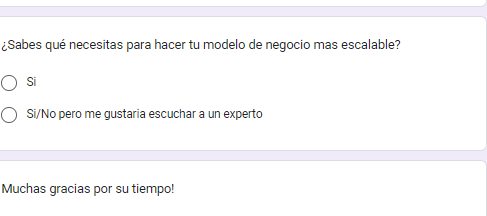 ¿Sabes qué necesitas para hacer tu modelo de negocio mas escalable?
Si
Si/No pero me gustaria escuchar a un experto
Muchas gracias por su tiempo!